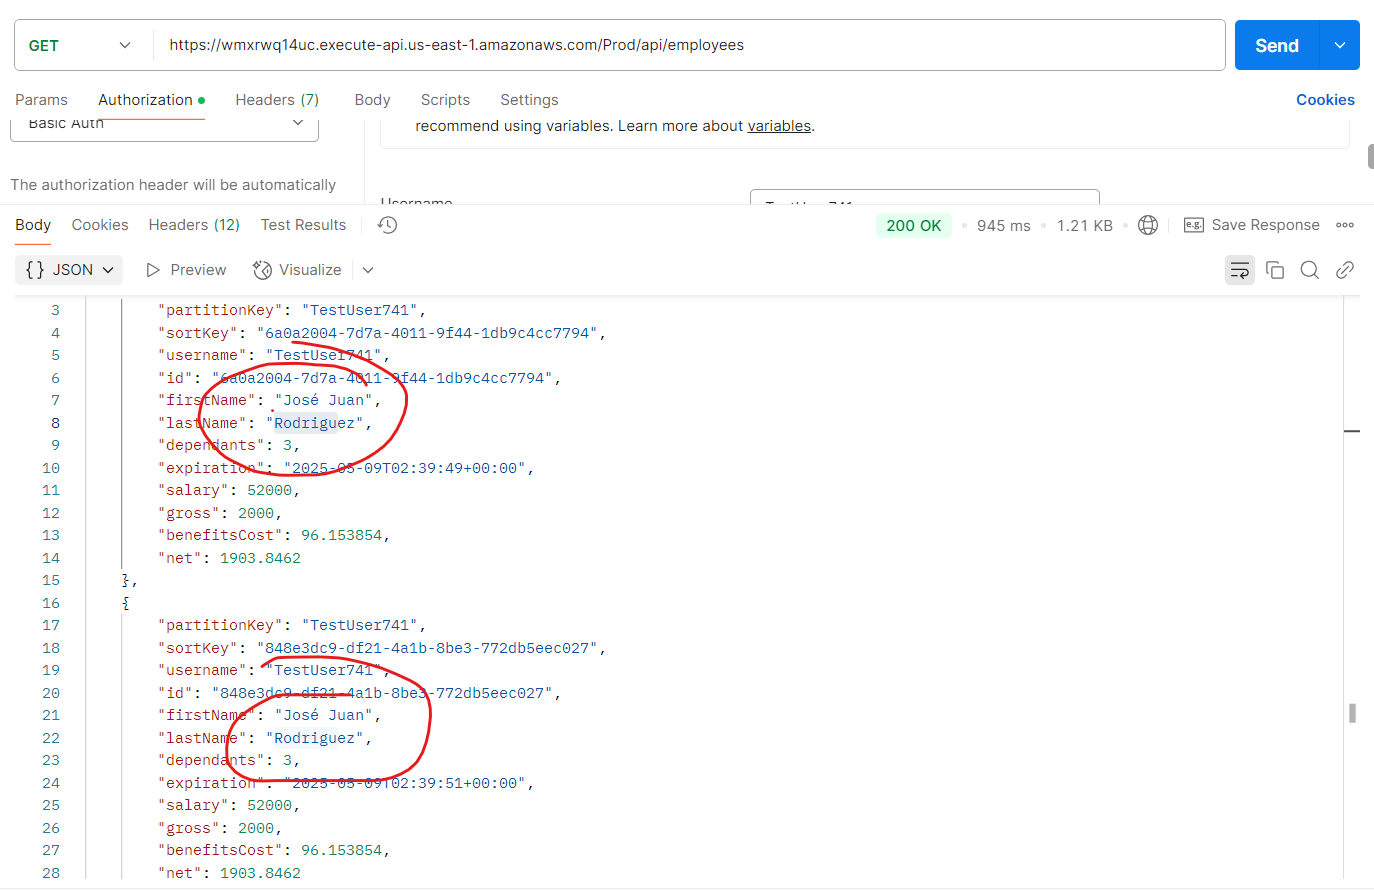 GET https://wmxrwq14uc.execute-api.us-east-1.amazonaws.com/Prod/api/employees Send
Params Authorization Headers (7) Body Scripts Settings Cookies
Basic Auth
recommend using variables. Learn more about variables.
The authorization header will be automatically
Username
TestUser741
Body Cookies Headers (12) Test Results 200 OK 945 ms 1.21 KB e.g. Save Response
{} JSON Preview Visualize
3 "partitionKey": "TestUser741",
4 "sortKey": "6a0a2004-7d7a-4011-9f44-1db9c4cc7794",
5 "username": "TestUser741",
6 "id": "6a0a2004-7d7a-4011-9f44-1db9c4cc7794",
7 "firstName": "José Juan",
8 "lastName": "Rodriguez",
9 "dependants": 3,
10 "expiration": "2025-05-09T02:39:49+00:00",
11 "salary": 52000,
12 "gross": 2000,
13 "benefitsCost": 96.153854,
14 "net": 1903.8462
15 },
16 {
17 "partitionKey": "TestUser741",
18 "sortKey": "848e3dc9-df21-4a1b-8be3-772db5eec027",
19 "username": "TestUser741",
20 "id": "848e3dc9-df21-4a1b-8be3-772db5eec027",
21 "firstName": "José Juan",
22 "lastName": "Rodriguez",
23 "dependants": 3,
24 "expiration": "2025-05-09T02:39:51+00:00",
25 "salary": 52000,
26 "gross": 2000,
27 "benefitsCost": 96.153854,
28 "net": 1903.8462